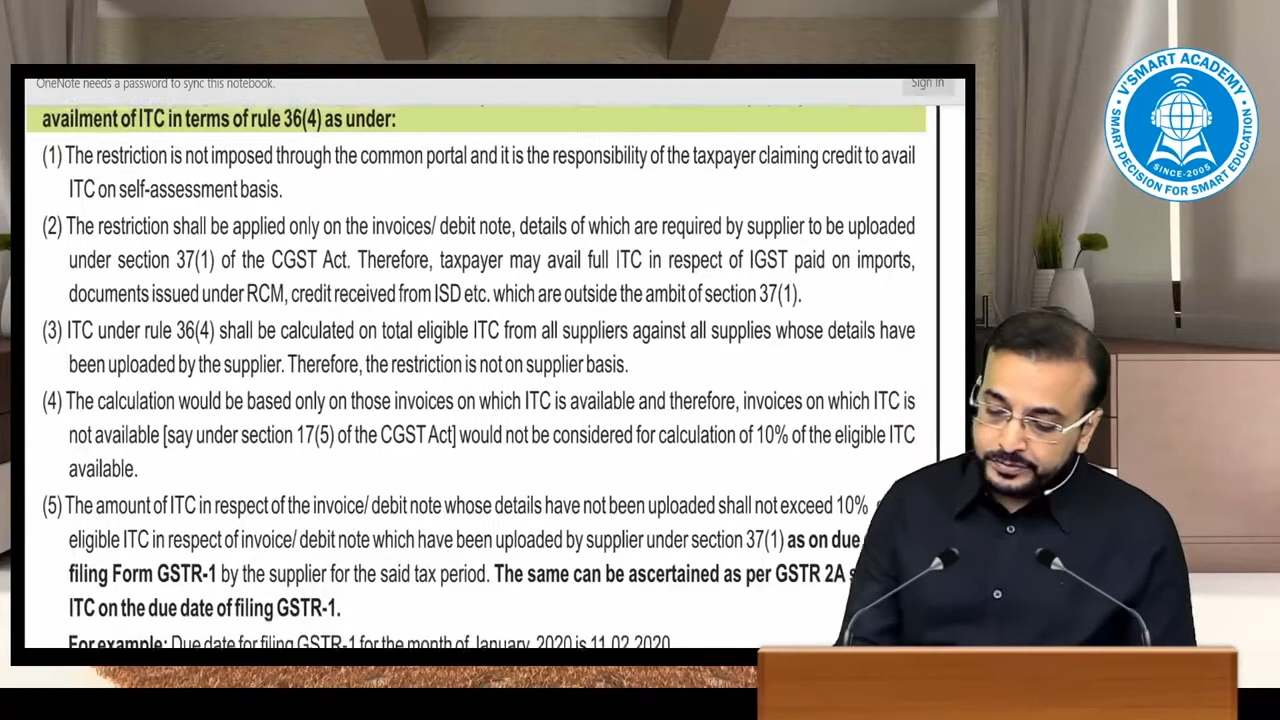 OneNote needs a password to sync this notebook.
Sign In
availment of ITC in terms of rule 36(4) as under:
(1) The restriction is not imposed through the common portal and it is the responsibility of the taxpayer claiming credit to avail
ITC on self-assessment basis.
(2) The restriction shall be applied only on the invoices/ debit note, details of which are required by supplier to be uploaded
under section 37(1) of the CGST Act. Therefore, taxpayer may avail full ITC in respect of IGST paid on imports,
documents issued under RCM, credit received from ISD etc. which are outside the ambit of section 37(1).
(3) ITC under rule 36(4) shall be calculated on total eligible ITC from all suppliers against all supplies whose details have
been uploaded by the supplier. Therefore, the restriction is not on supplier basis.
(4) The calculation would be based only on those invoices on which ITC is available and therefore, invoices on which ITC is
not available [say under section 17(5) of the CGST Act] would not be considered for calculation of 10% of the eligible ITC
available.
(5) The amount of ITC in respect of the invoice/ debit note whose details have not been uploaded shall not exceed 10%
eligible ITC in respect of invoice/ debit note which have been uploaded by supplier under section 37(1) as on due
filing Form GSTR-1 by the supplier for the said tax period. The same can be ascertained as per GSTR 2A
ITC on the due date of filing GSTR-1.
For example: Due date for filing GSTR-1 for the month of January, 2020 is 11.02.2020
V'SMART ACADEMY
SINCE-2005
SMART DECISION FOR SMART EDUCATION